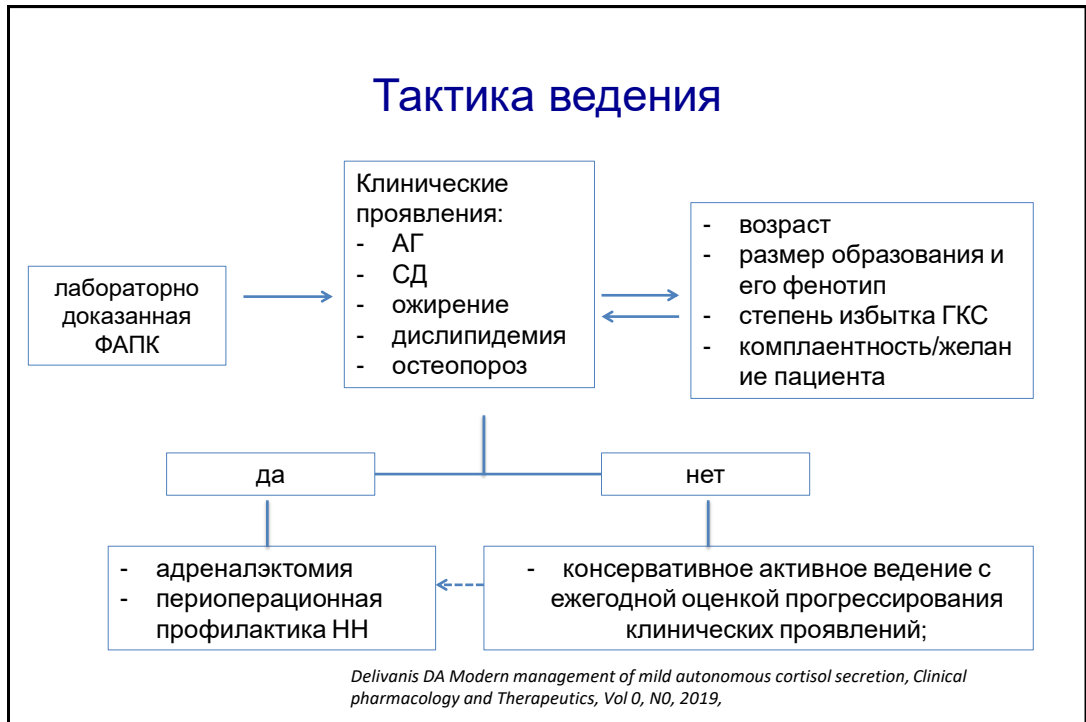 Тактика ведения
лабораторно
доказанная
ФАПК
Клинические
проявления:
- АГ
- СД
- ожирение
- дислипидемия
- остеопороз
- возраст
- размер образования и
его фенотип
- степень избытка ГКС
- комплаентность/желан
ие пациента
да
нет
- адреналэктомия
- периоперационная
профилактика НН
- консервативное активное ведение с
ежегодной оценкой прогрессирования
клинических проявлений;
Delivanis DA Modern management of mild autonomous cortisol secretion, Clinical
pharmacology and Therapeutics, Vol 0, N0, 2019,